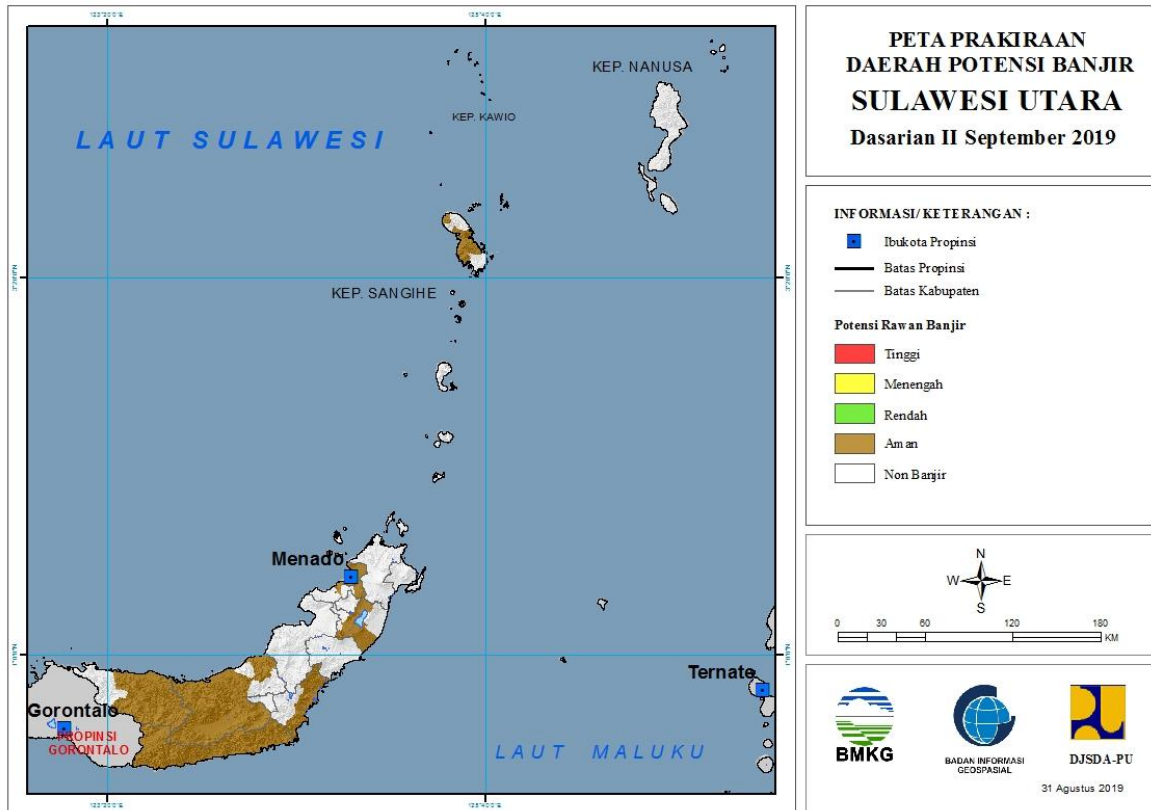 PETA PRAKIRAAN
DAERAH POTENSI BANJIR
SULAWESI UTARA
Dasarian II September 2019
KEP. NANUSA
KEP. KAWIO
LAUT SULAWESI
KEP. SANGIHE
Menado
Ternate
Gorontalo
PROPINSI
GORONTALO
LAUT MALUKU
INFORMASI/ KETERANGAN :
Ibukota Propinsi
Batas Propinsi
Batas Kabupaten
Potensi Rawan Banjir
Tinggi
Menengah
Rendah
Aman
Non Banjir
N
W
E
S
0 30 60 120 180
KM
BMKG
BADAN INFORMASI
GEOSPASIAL
DJSDA-PU
31 Agustus 2019